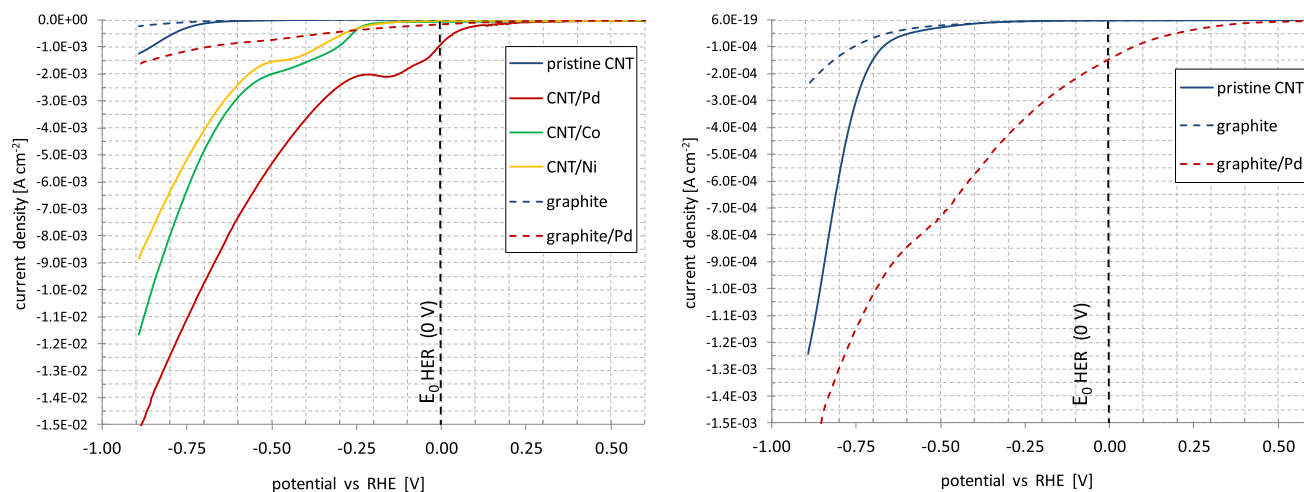 0.0E+00
-1.0E-03
-2.0E-03
-3.0E-03
-4.0E-03
-5.0E-03
-6.0E-03
-7.0E-03
-8.0E-03
-9.0E-03
-1.0E-02
-1.1E-02
-1.2E-02
-1.3E-02
-1.4E-02
-1.5E-02
current density [A cm⁻²]
pristine CNT
CNT/Pd
CNT/Co
CNT/Ni
graphite
graphite/Pd
E₀ HER (0 V)
-1.00
-0.75
-0.50
-0.25
0.00
0.25
0.50
potential vs RHE [V]
6.0E-19
-1.0E-04
-2.0E-04
-3.0E-04
-4.0E-04
-5.0E-04
-6.0E-04
-7.0E-04
-8.0E-04
-9.0E-04
-1.0E-03
-1.1E-03
-1.2E-03
-1.3E-03
-1.4E-03
-1.5E-03
current density [A cm⁻²]
pristine CNT
graphite
graphite/Pd
E₀ HER (0 V)
-1.00
-0.75
-0.50
-0.25
0.00
0.25
0.50
potential vs RHE [V]